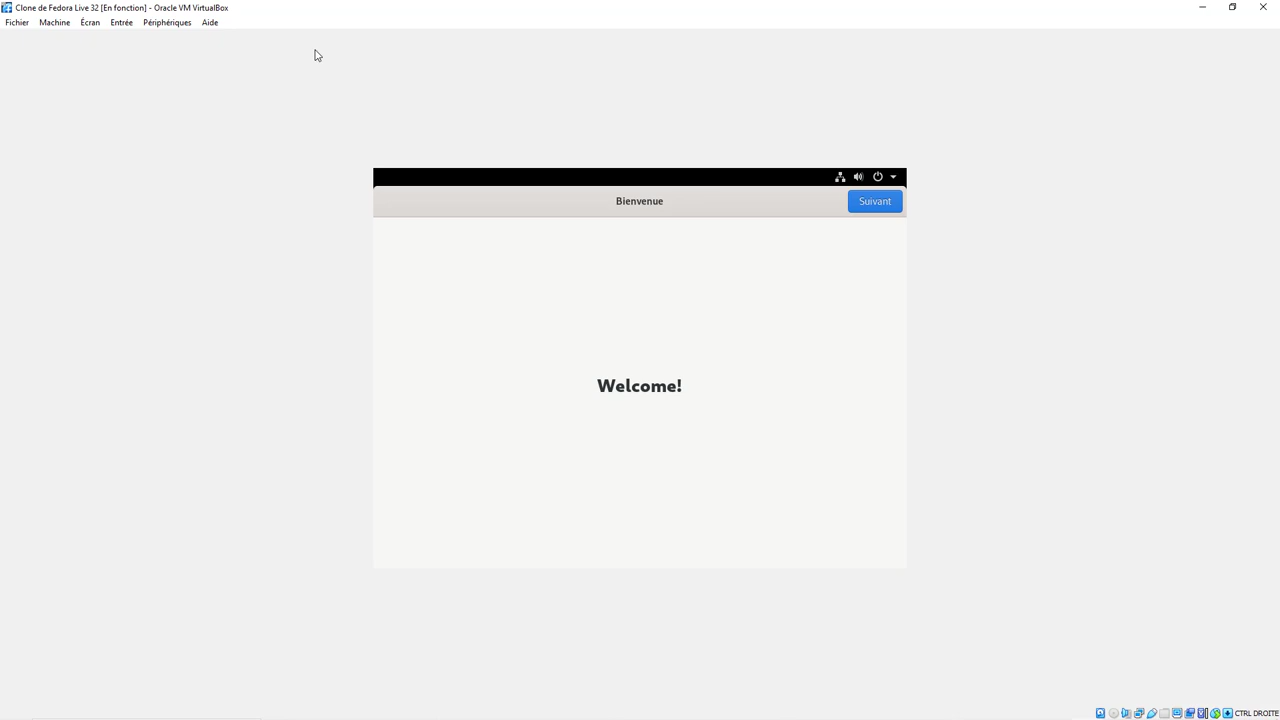 Clone de Fedora Live 32 [En fonction] - Oracle VM VirtualBox
Fichier Machine Écran Entrée Périphériques Aide
Bienvenue Suivant
Welcome!
CTRL DROITE